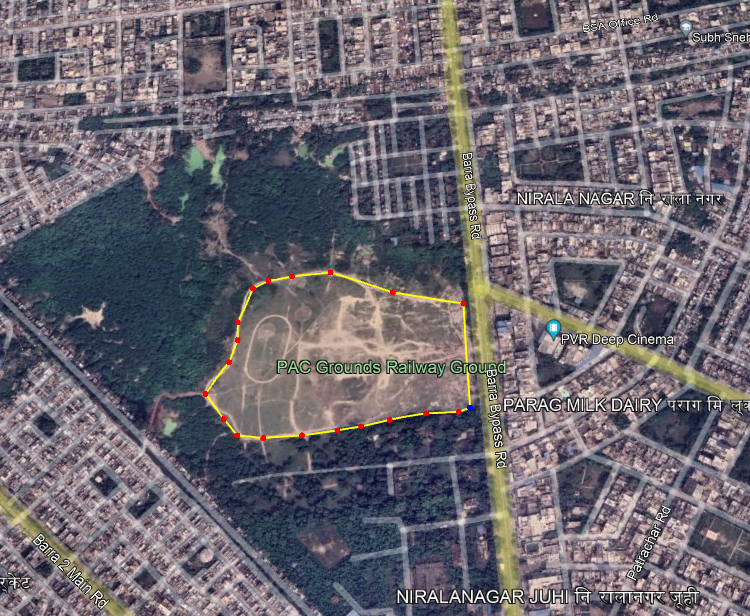 BSA Office Rd
Subh Sneh
Barra Bypass Rd
NIRALA NAGAR नि राला नगर
PVR Deep Cinema
PAC Grounds Railway Ground
Barra Bypass Rd
PARAG MILK DAIRY पराग मि ल्क
Patrachar Rd
Barra 2 Main Rd
NIRALANAGAR JUHI नि रालानगर जूही